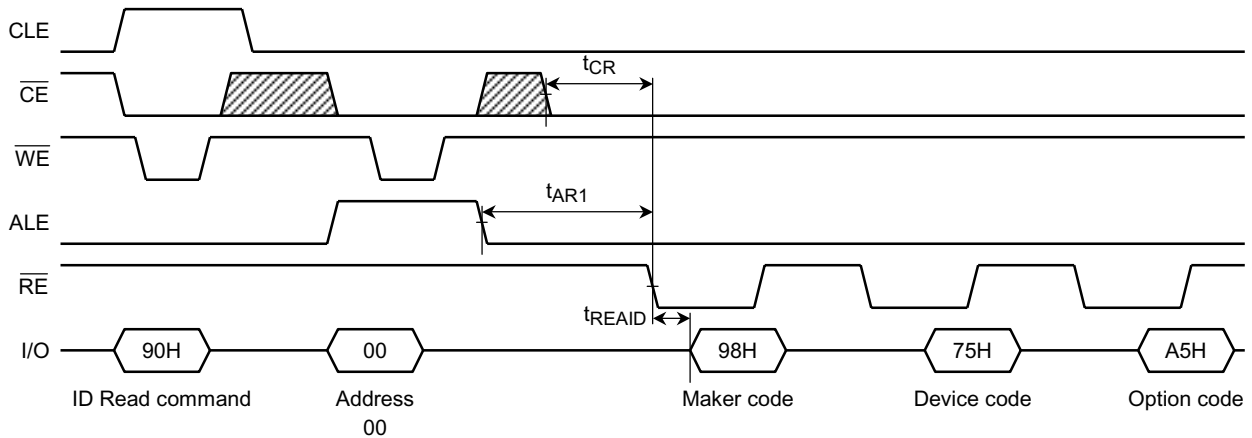 CLE
tCR
CE
WE
tAR1
ALE
RE
tREAID
I/O 90H 00 98H 75H A5H
ID Read command Address Maker code Device code Option code
00